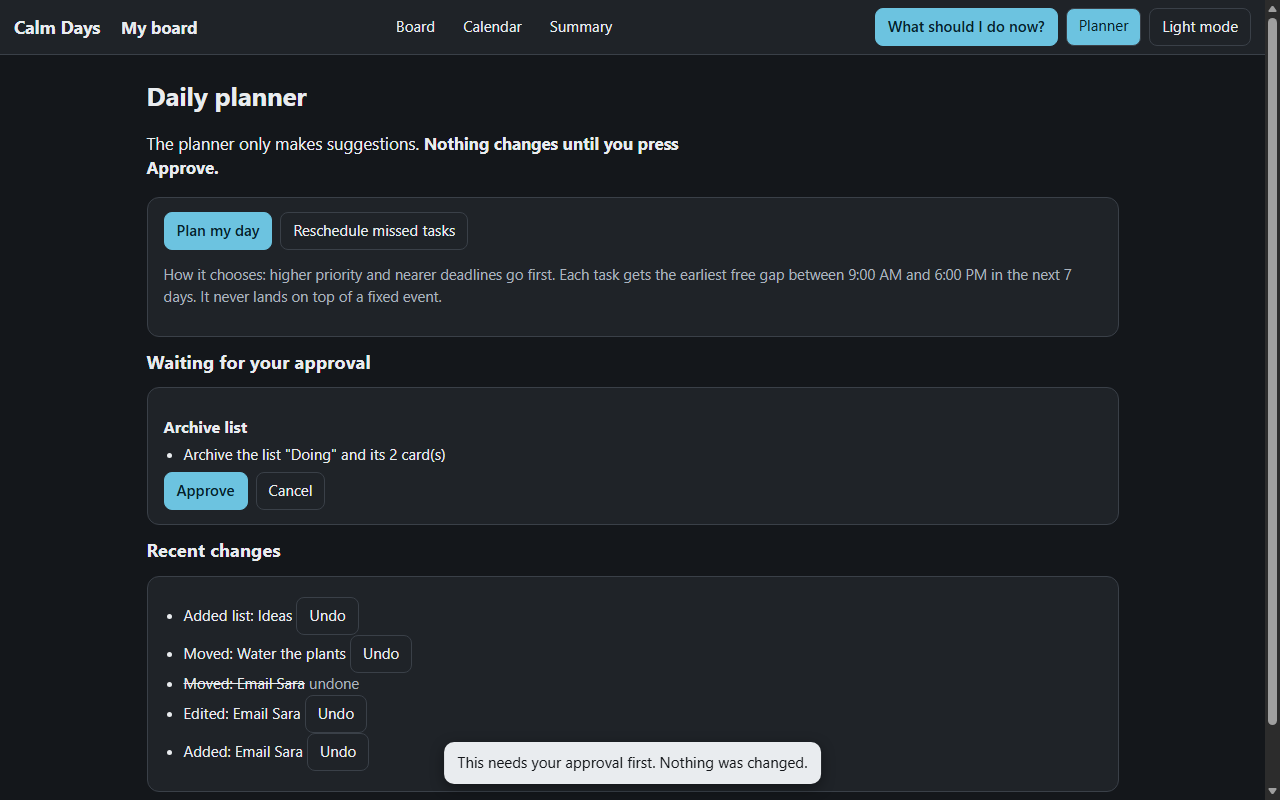 Calm Days My board Board Calendar Summary What should I do now? Planner Light mode
Daily planner
The planner only makes suggestions. Nothing changes until you press
Approve.
Plan my day Reschedule missed tasks
How it chooses: higher priority and nearer deadlines go first. Each task gets the earliest free gap between 9:00 AM and 6:00 PM in the next 7
days. It never lands on top of a fixed event.
Waiting for your approval
Archive list
Archive the list "Doing" and its 2 card(s)
Approve Cancel
Recent changes
Added list: Ideas Undo
Moved: Water the plants Undo
Moved: Email Sara undone
Edited: Email Sara Undo
Added: Email Sara Undo
This needs your approval first. Nothing was changed.